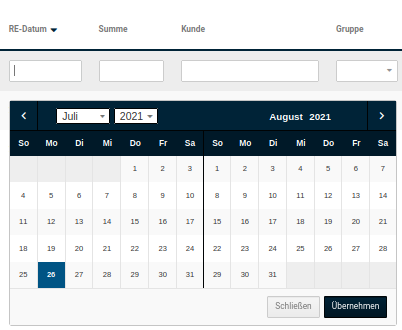 RE-Datum Summe Kunde Gruppe
Juli 2021 August 2021
So Mo Di Mi Do Fr Sa So Mo Di Mi Do Fr Sa
1 2 3 1 2 3 4 5 6 7
4 5 6 7 8 9 10 8 9 10 11 12 13 14
11 12 13 14 15 16 17 15 16 17 18 19 20 21
18 19 20 21 22 23 24 22 23 24 25 26 27 28
25 26 27 28 29 30 31 29 30 31
Schließen Übernehmen